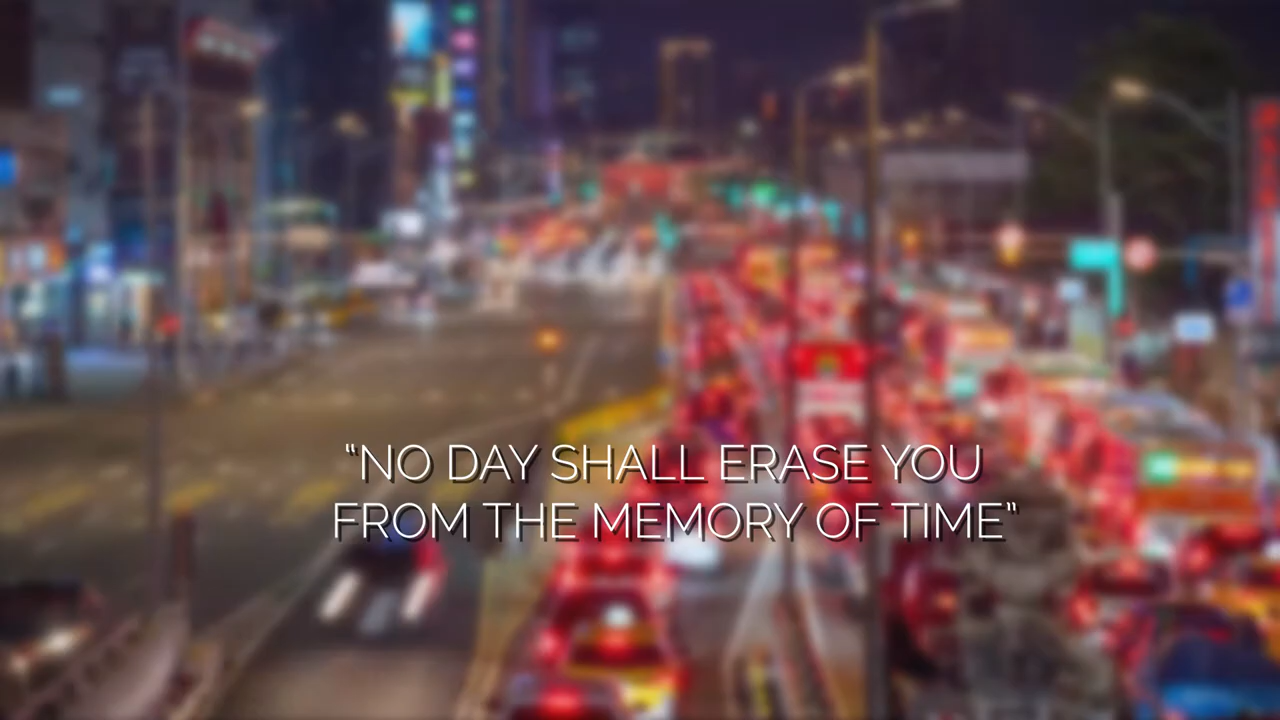 “NO DAY SHALL ERASE YOU
FROM THE MEMORY OF TIME”